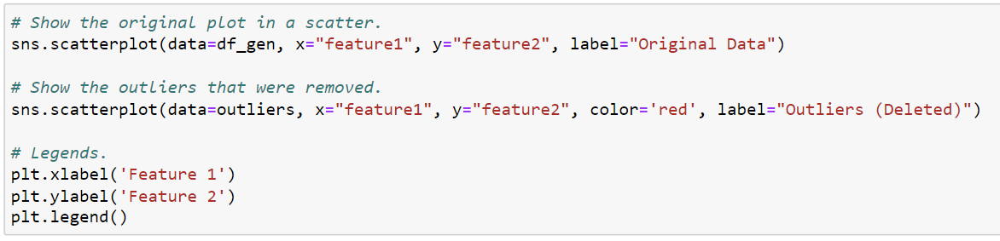 # Show the original plot in a scatter.
sns.scatterplot(data=df_gen, x="feature1", y="feature2", label="Original Data")
# Show the outliers that were removed.
sns.scatterplot(data=outliers, x="feature1", y="feature2", color='red', label="Outliers (Deleted)")
# Legends.
plt.xlabel('Feature 1')
plt.ylabel('Feature 2')
plt.legend()